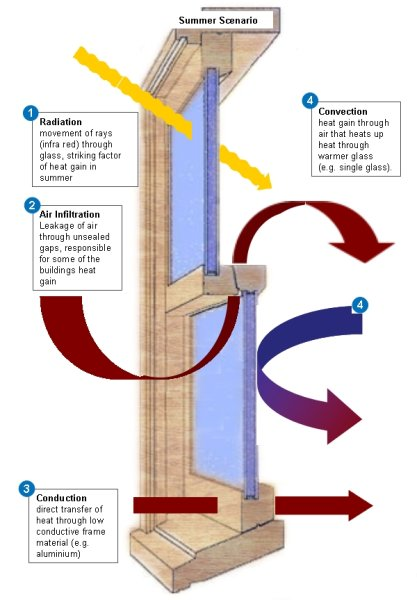 Summer Scenario
1
Radiation
movement of rays
(infra red) through
glass, striking factor
of heat gain in
summer
4
Convection
heat gain through
air that heats up
heat through
warmer glass
(e.g. single glass).
2
Air Infiltration
Leakage of air
through unsealed
gaps, responsible
for some of the
buildings heat
gain
4
3
Conduction
direct transfer of
heat through low
conductive frame
material (e.g.
aluminium)